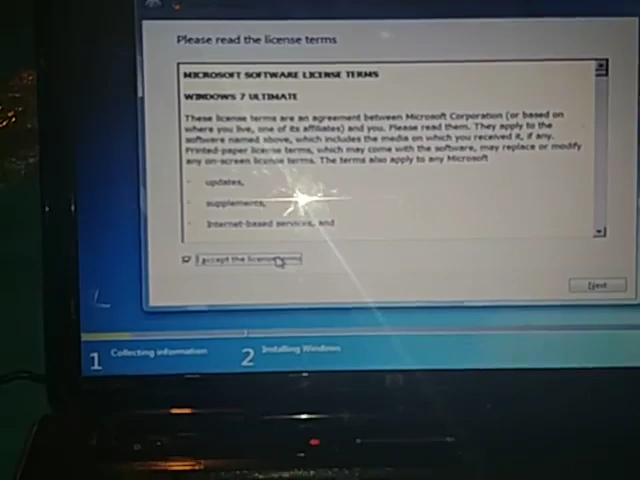 Please read the license terms
MICROSOFT SOFTWARE LICENSE TERMS
WINDOWS 7 ULTIMATE
These license terms are an agreement between Microsoft Corporation (or based on
where you live, one of its affiliates) and you. Please read them. They apply to the
software named above, which includes the media on which you received it, if any.
Printed-paper license terms, which may come with the software, may replace or modify
any on-screen license terms. The terms also apply to any Microsoft
- updates,
- supplements,
- Internet-based services, and
I accept the license
Next
1 Collecting information
2 Installing Windows